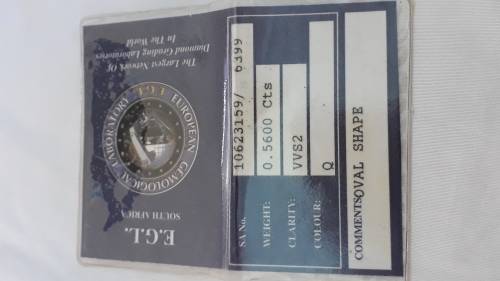 The Largest Network Of
Diamond Grading Laboratories
In The World
EUROPEAN GEMOLOGICAL LABORATORY
E.G.L.
SOUTH AFRICA
E.G.L.
SA No. 10623159/ 6399
WEIGHT: 0.5600 Cts
CLARITY: VVS2
COLOUR: Q
COMMENTS OVAL SHAPE